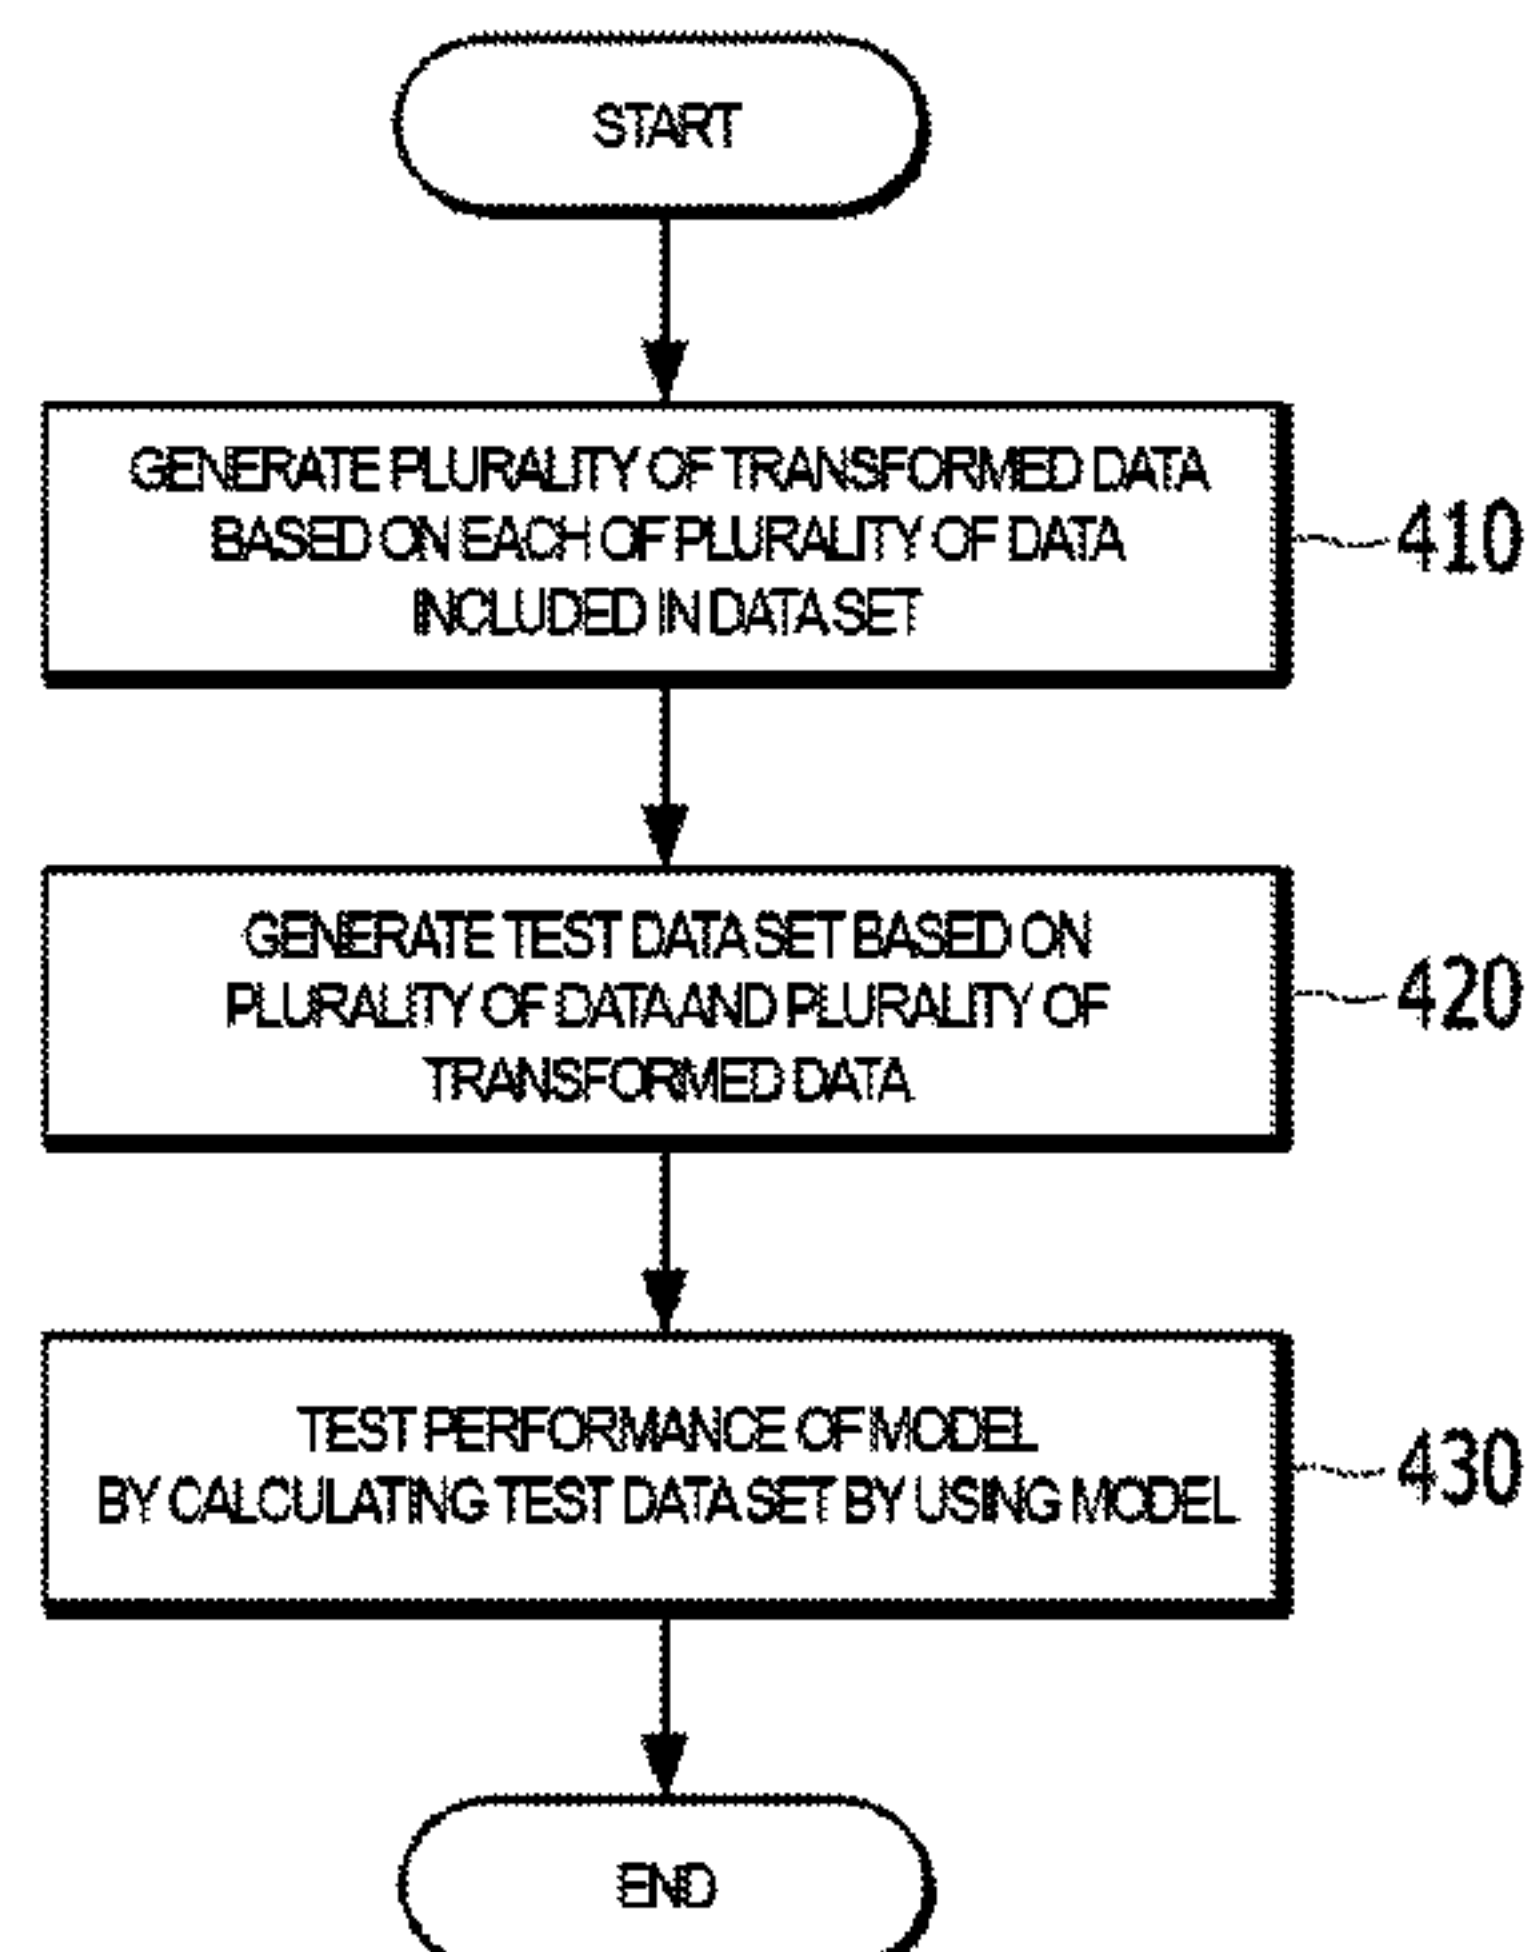 START
GENERATE PLURALITY OF TRANSFORMED DATA
BASED ON EACH OF PLURALITY OF DATA
INCLUDED IN DATA SET
410
GENERATE TEST DATA SET BASED ON
PLURALITY OF DATA AND PLURALITY OF
TRANSFORMED DATA
420
TEST PERFORMANCE OF MODEL
BY CALCULATING TEST DATA SET BY USING MODEL
430
END